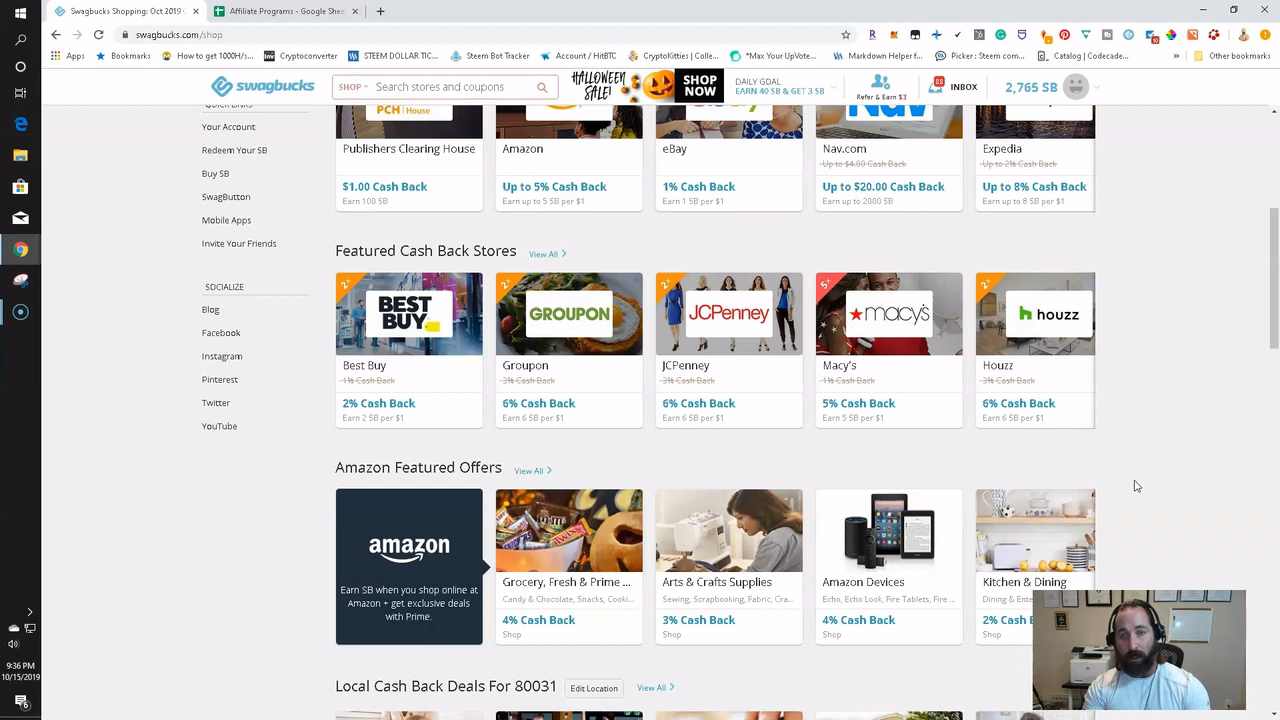 Swagbucks Shopping: Oct 2019 C
Affiliate Programs - Google Sheet
swagbucks.com/shop
Apps
Bookmarks
How to get 1000/H/s...
Cryptconverter
STEEM DOLLAR TIC...
Steem Bot Tracker
Account / HitBTC
CryptoKitties | Colle...
*Max Your UpVote...
Markdown Helper f...
Picker : Steem com...
Catalog | Codecade...
»
Other bookmarks
swagbucks
SHOP
Search stores and coupons
HALLOWEEN SALE!
SHOP NOW
DAILY GOAL
EARN 40 SB & GET 3 SB
Refer & Earn $3
88
INBOX
2,765 SB
QUICK LINKS
Your Account
Redeem Your SB
Buy SB
SwagButton
Mobile Apps
Invite Your Friends
SOCIALIZE
Blog
Facebook
Instagram
Pinterest
Twitter
YouTube
PCH|House
Publishers Clearing House
$1.00 Cash Back
Earn 100 SB
Amazon
Up to 5% Cash Back
Earn up to 5 SB per $1
eBay
1% Cash Back
Earn 1 SB per $1
Nav
Nav.com
Up to $4.00 Cash Back
Up to $20.00 Cash Back
Earn up to 2000 SB
Expedia
Up to 2% Cash Back
Up to 8% Cash Back
Earn up to 8 SB per $1
Featured Cash Back Stores
View All
2x
BEST BUY
Best Buy
1% Cash Back
2% Cash Back
Earn 2 SB per $1
2x
GROUPON
Groupon
3% Cash Back
6% Cash Back
Earn 6 SB per $1
2x
JCPenney
JCPenney
3% Cash Back
6% Cash Back
Earn 6 SB per $1
5x
macy's
Macy's
1% Cash Back
5% Cash Back
Earn 5 SB per $1
2x
houzz
Houzz
3% Cash Back
6% Cash Back
Earn 6 SB per $1
Amazon Featured Offers
View All
amazon
Earn SB when you shop online at
Amazon + get exclusive deals
with Prime.
Grocery, Fresh & Prime ...
Candy & Chocolate, Snacks, Cooki...
4% Cash Back
Shop
Arts & Crafts Supplies
Sewing, Scrapbooking, Fabric, Cra...
3% Cash Back
Shop
Amazon Devices
Echo, Echo Look, Fire Tablets, Fire ...
4% Cash Back
Shop
Kitchen & Dining
Dining & Ente
2% Cash B
Shop
Local Cash Back Deals For 80031
Edit Location
View All
9:36 PM
10/15/2019